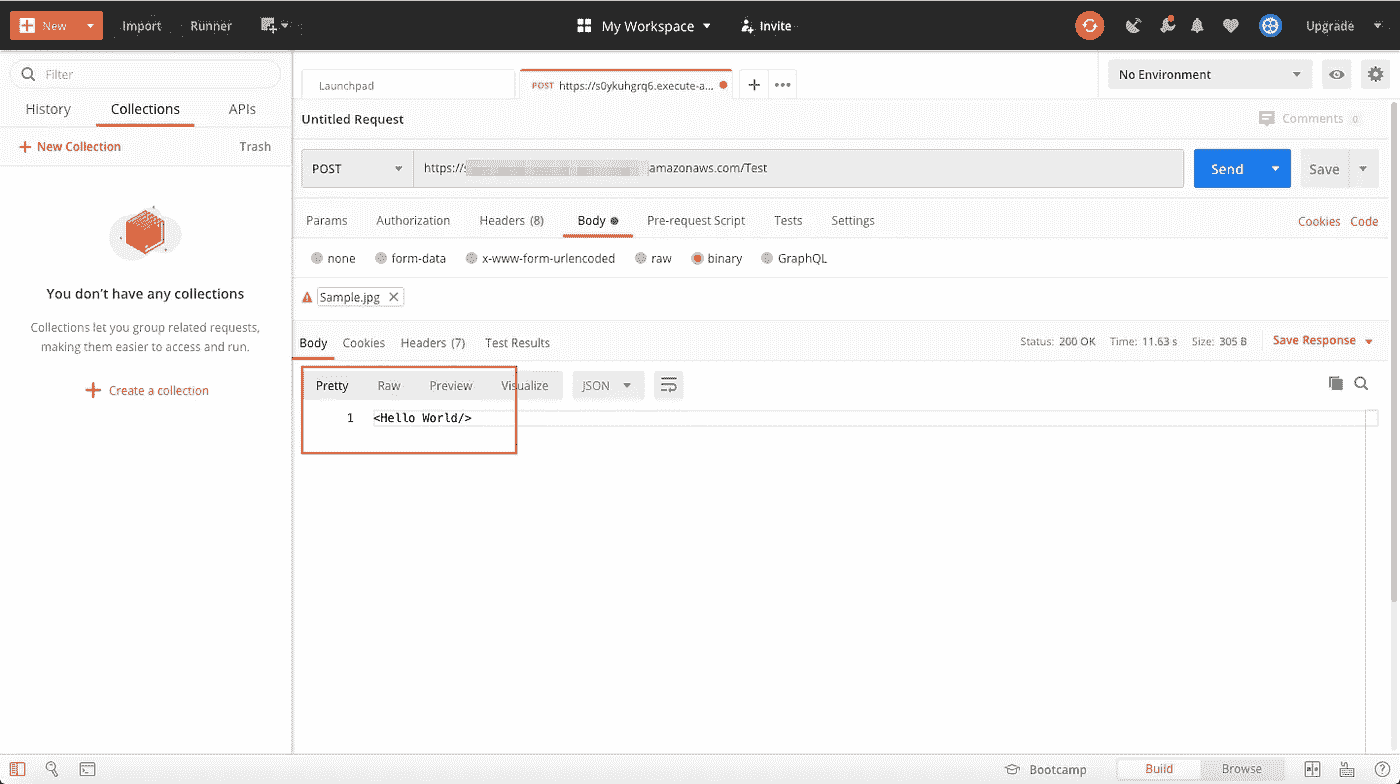 New Import Runner My Workspace Invite Upgrade
Filter
History Collections APIs
+ New Collection Trash
You don't have any collections
Collections let you group related requests,
making them easier to access and run.
+ Create a collection
Launchpad POST https://s0ykuhgrq6.execute-a... + ••• No Environment
Untitled Request Comments 0
POST https:// amazonaws.com/Test Send Save
Params Authorization Headers (8) Body Pre-request Script Tests Settings Cookies Code
none form-data x-www-form-urlencoded raw binary GraphQL
Sample.jpg
Body Cookies Headers (7) Test Results Status: 200 OK Time: 11.63 s Size: 305 B Save Response
Pretty Raw Preview Visualize JSON
1 <Hello World/>
Bootcamp Build Browse